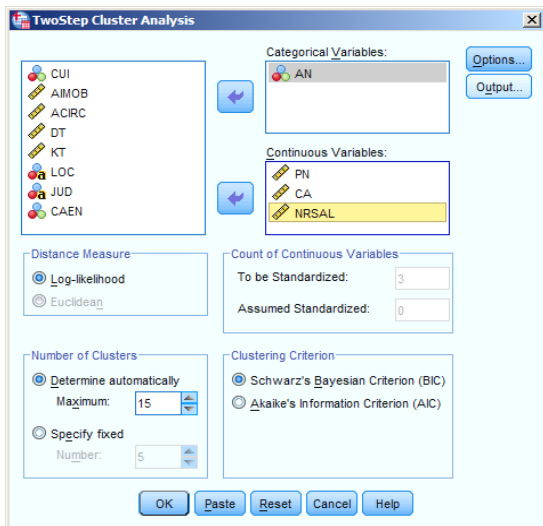 TwoStep Cluster Analysis
CUI
AIMOB
ACIRC
DT
KT
LOC
JUD
CAEN
Categorical Variables:
AN
Continuous Variables:
PN
CA
NRSAL
Options...
Output...
Distance Measure
Log-likelihood
Euclidean
Count of Continuous Variables
To be Standardized: 3
Assumed Standardized: 0
Number of Clusters
Determine automatically
Maximum: 15
Specify fixed
Number: 5
Clustering Criterion
Schwarz's Bayesian Criterion (BIC)
Akaike's Information Criterion (AIC)
OK Paste Reset Cancel Help